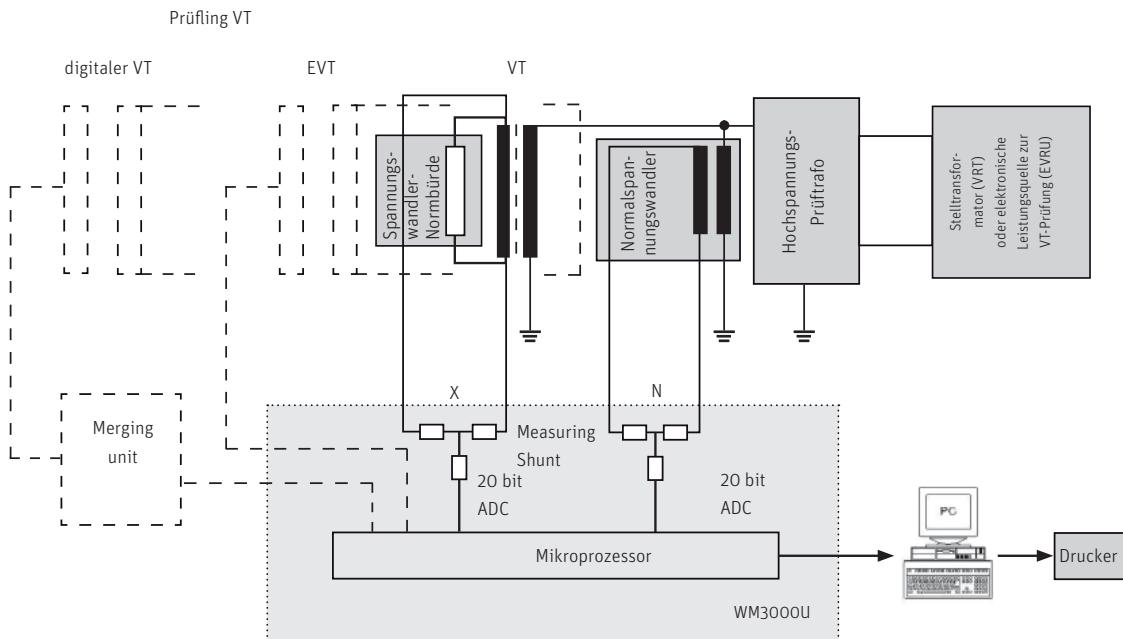 Prüfling VT
digitaler VT
EVT
VT
Spannungs-
wandler-
Normbürde
Normalspan-
nungswandler
Hochspannungs-
Prüftrafo
Stelltransfor-
mator (VRT)
oder elektronische
Leistungsquelle zur
VT-Prüfung (EVRU)
X
N
Merging
unit
Measuring
Shunt
20 bit
ADC
20 bit
ADC
Mikroprozessor
WM3000U
PC
Drucker